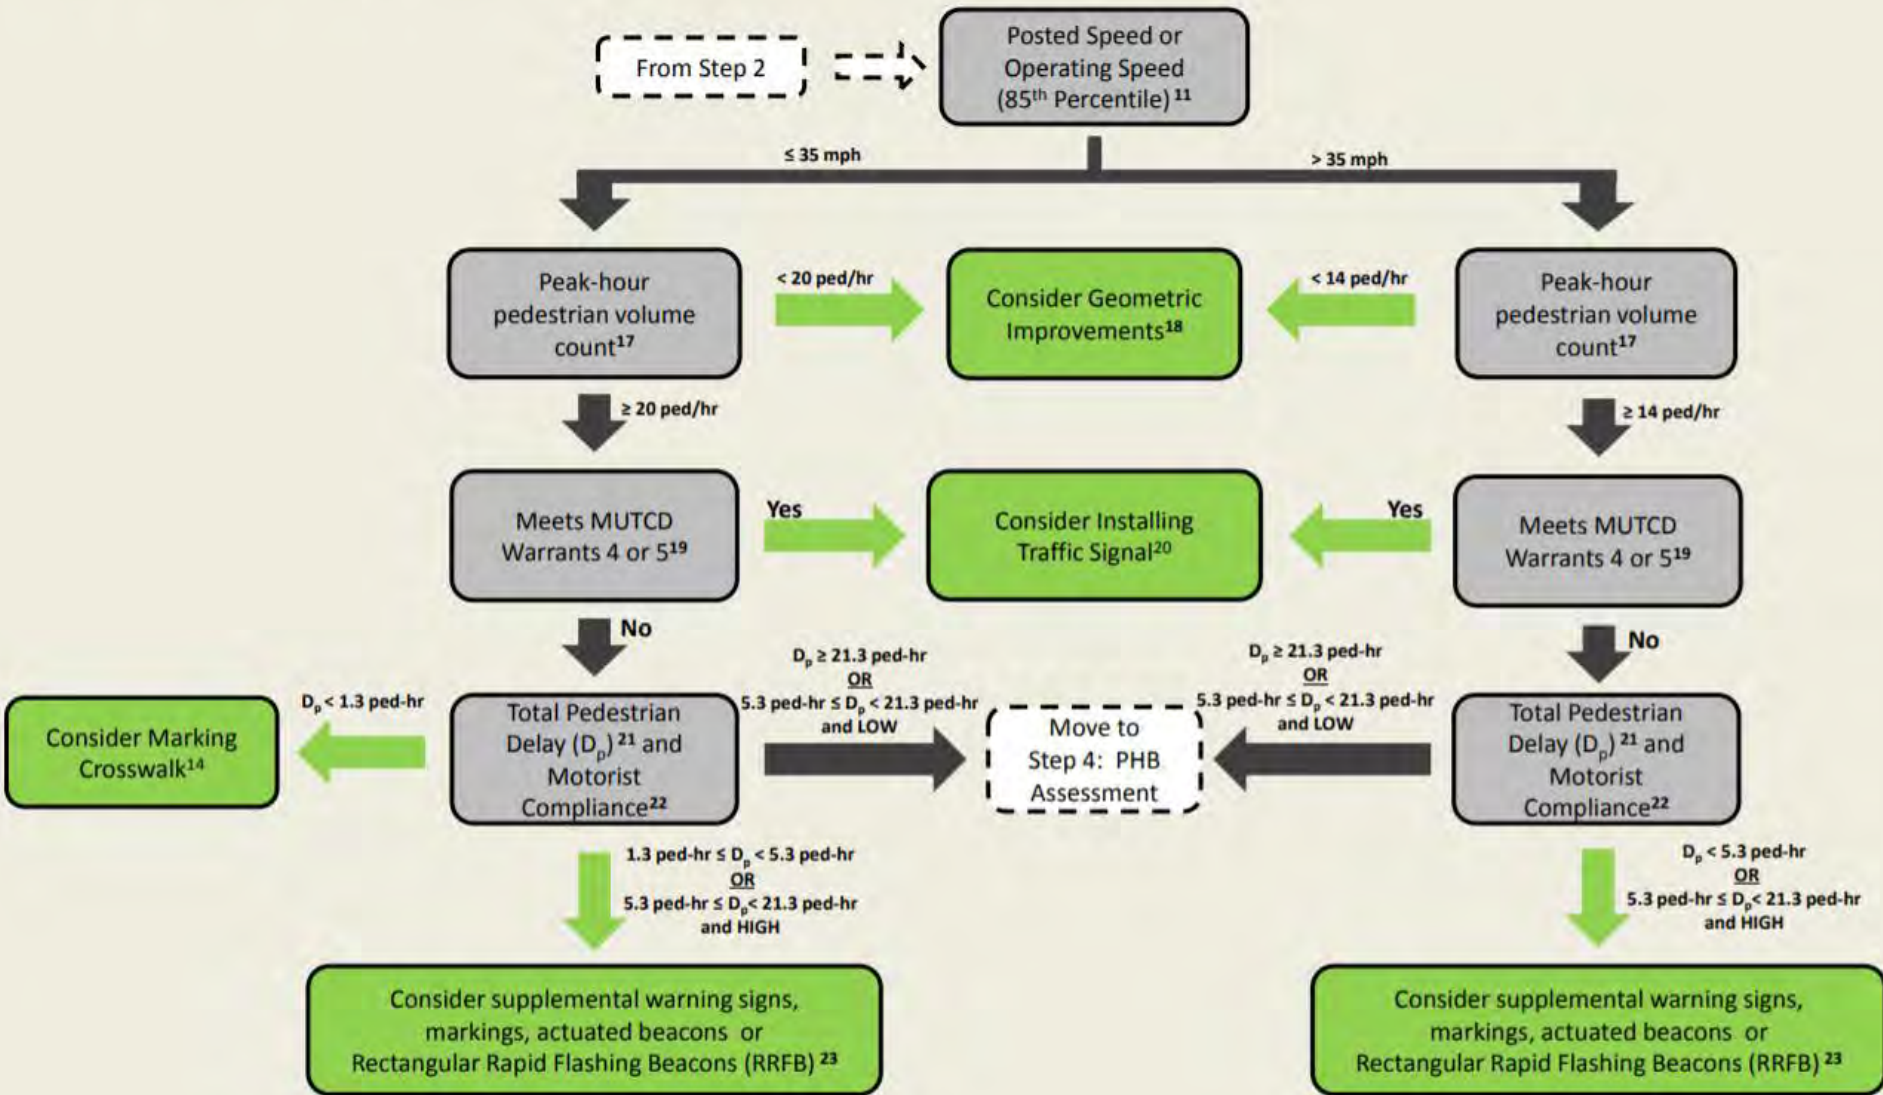 From Step 2
Posted Speed or
Operating Speed
(85th Percentile) 11
≤ 35 mph
> 35 mph
Peak-hour
pedestrian volume
count17
< 20 ped/hr
Consider Geometric
Improvements18
< 14 ped/hr
Peak-hour
pedestrian volume
count17
≥ 20 ped/hr
≥ 14 ped/hr
Meets MUTCD
Warrants 4 or 519
Yes
Consider Installing
Traffic Signal20
Yes
Meets MUTCD
Warrants 4 or 519
No
No
Consider Marking
Crosswalk14
Dp < 1.3 ped-hr
Total Pedestrian
Delay (Dp) 21 and
Motorist
Compliance22
Dp ≥ 21.3 ped-hr
OR
5.3 ped-hr ≤ Dp < 21.3 ped-hr
and LOW
Move to
Step 4: PHB
Assessment
Dp ≥ 21.3 ped-hr
OR
5.3 ped-hr ≤ Dp < 21.3 ped-hr
and LOW
Total Pedestrian
Delay (Dp) 21 and
Motorist
Compliance22
1.3 ped-hr ≤ Dp < 5.3 ped-hr
OR
5.3 ped-hr ≤ Dp< 21.3 ped-hr
and HIGH
Dp < 5.3 ped-hr
OR
5.3 ped-hr ≤ Dp< 21.3 ped-hr
and HIGH
Consider supplemental warning signs,
markings, actuated beacons or
Rectangular Rapid Flashing Beacons (RRFB) 23
Consider supplemental warning signs,
markings, actuated beacons or
Rectangular Rapid Flashing Beacons (RRFB) 23